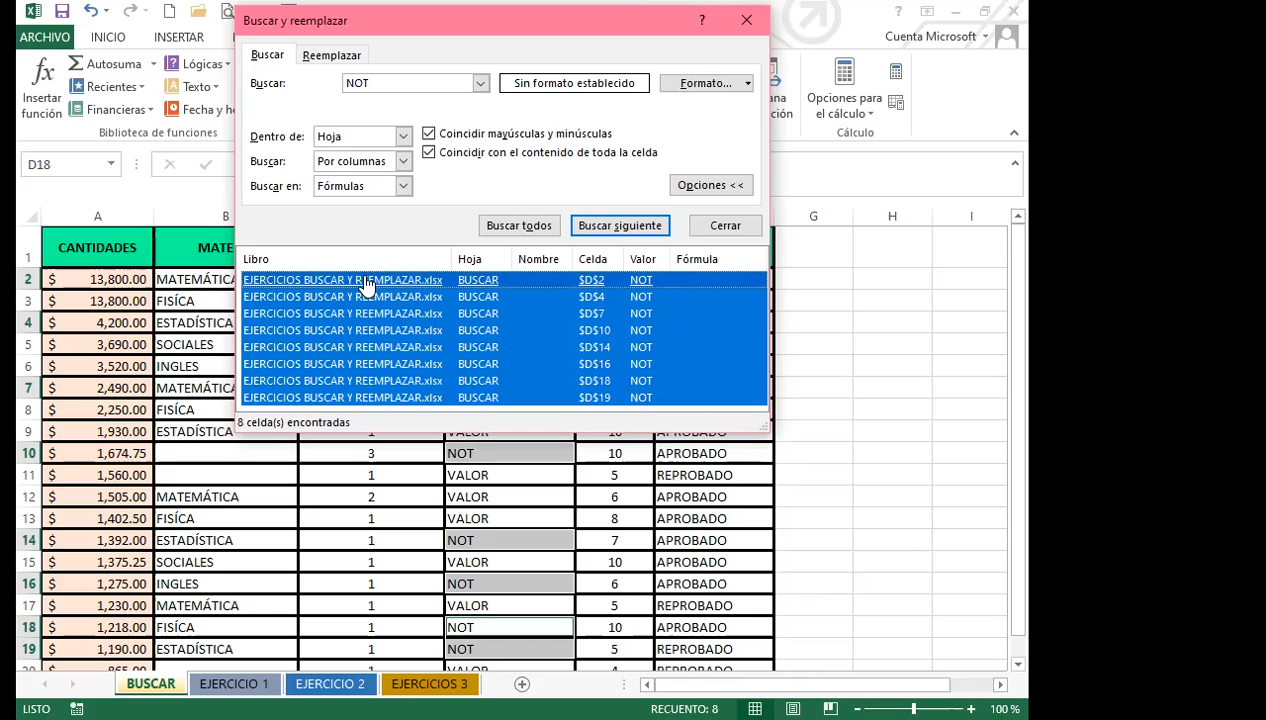 ARCHIVO INICIO INSERTAR
Buscar y reemplazar ?
?
Cuenta Microsoft
Insertar función
Autosuma
Recientes
Financieras
Lógicas
Texto
Fecha y h
Biblioteca de funciones
Opciones para el cálculo
Cálculo
Buscar Reemplazar
Buscar: NOT Sin formato establecido Formato...
Dentro de: Hoja
Coincidir mayúsculas y minúsculas
Buscar: Por columnas
Coincidir con el contenido de toda la celda
Buscar en: Fórmulas
Opciones <<
Buscar todos Buscar siguiente Cerrar
Libro Hoja Nombre Celda Valor Fórmula
EJERCICIOS BUSCAR Y REEMPLAZAR.xlsx BUSCAR $D$2 NOT
EJERCICIOS BUSCAR Y REEMPLAZAR.xlsx BUSCAR $D$4 NOT
EJERCICIOS BUSCAR Y REEMPLAZAR.xlsx BUSCAR $D$7 NOT
EJERCICIOS BUSCAR Y REEMPLAZAR.xlsx BUSCAR $D$10 NOT
EJERCICIOS BUSCAR Y REEMPLAZAR.xlsx BUSCAR $D$14 NOT
EJERCICIOS BUSCAR Y REEMPLAZAR.xlsx BUSCAR $D$16 NOT
EJERCICIOS BUSCAR Y REEMPLAZAR.xlsx BUSCAR $D$18 NOT
EJERCICIOS BUSCAR Y REEMPLAZAR.xlsx BUSCAR $D$19 NOT
8 celda(s) encontradas
D18
A B G H I
1 CANTIDADES MATE
2 $ 13,800.00 MATEMÁTICA
3 $ 13,800.00 FISÍCA
4 $ 4,200.00 ESTADÍSTICA
5 $ 3,690.00 SOCIALES
6 $ 3,520.00 INGLES
7 $ 2,490.00 MATEMÁTICA
8 $ 2,250.00 FISÍCA
9 $ 1,930.00 ESTADÍSTICA 1 VALOR 10 APROBADO
10 $ 1,674.75 3 NOT 10 APROBADO
11 $ 1,560.00 1 VALOR 5 REPROBADO
12 $ 1,505.00 MATEMÁTICA 2 VALOR 6 APROBADO
13 $ 1,402.50 FISÍCA 1 VALOR 8 APROBADO
14 $ 1,392.00 ESTADÍSTICA 1 NOT 7 APROBADO
15 $ 1,375.25 SOCIALES 1 VALOR 10 APROBADO
16 $ 1,275.00 INGLES 1 NOT 6 APROBADO
17 $ 1,230.00 MATEMÁTICA 1 VALOR 5 REPROBADO
18 $ 1,218.00 FISÍCA 1 NOT 10 APROBADO
19 $ 1,190.00 ESTADÍSTICA 1 NOT 5 REPROBADO
BUSCAR EJERCICIO 1 EJERCICIO 2 EJERCICIOS 3
LISTO RECUENTO: 8 100 %